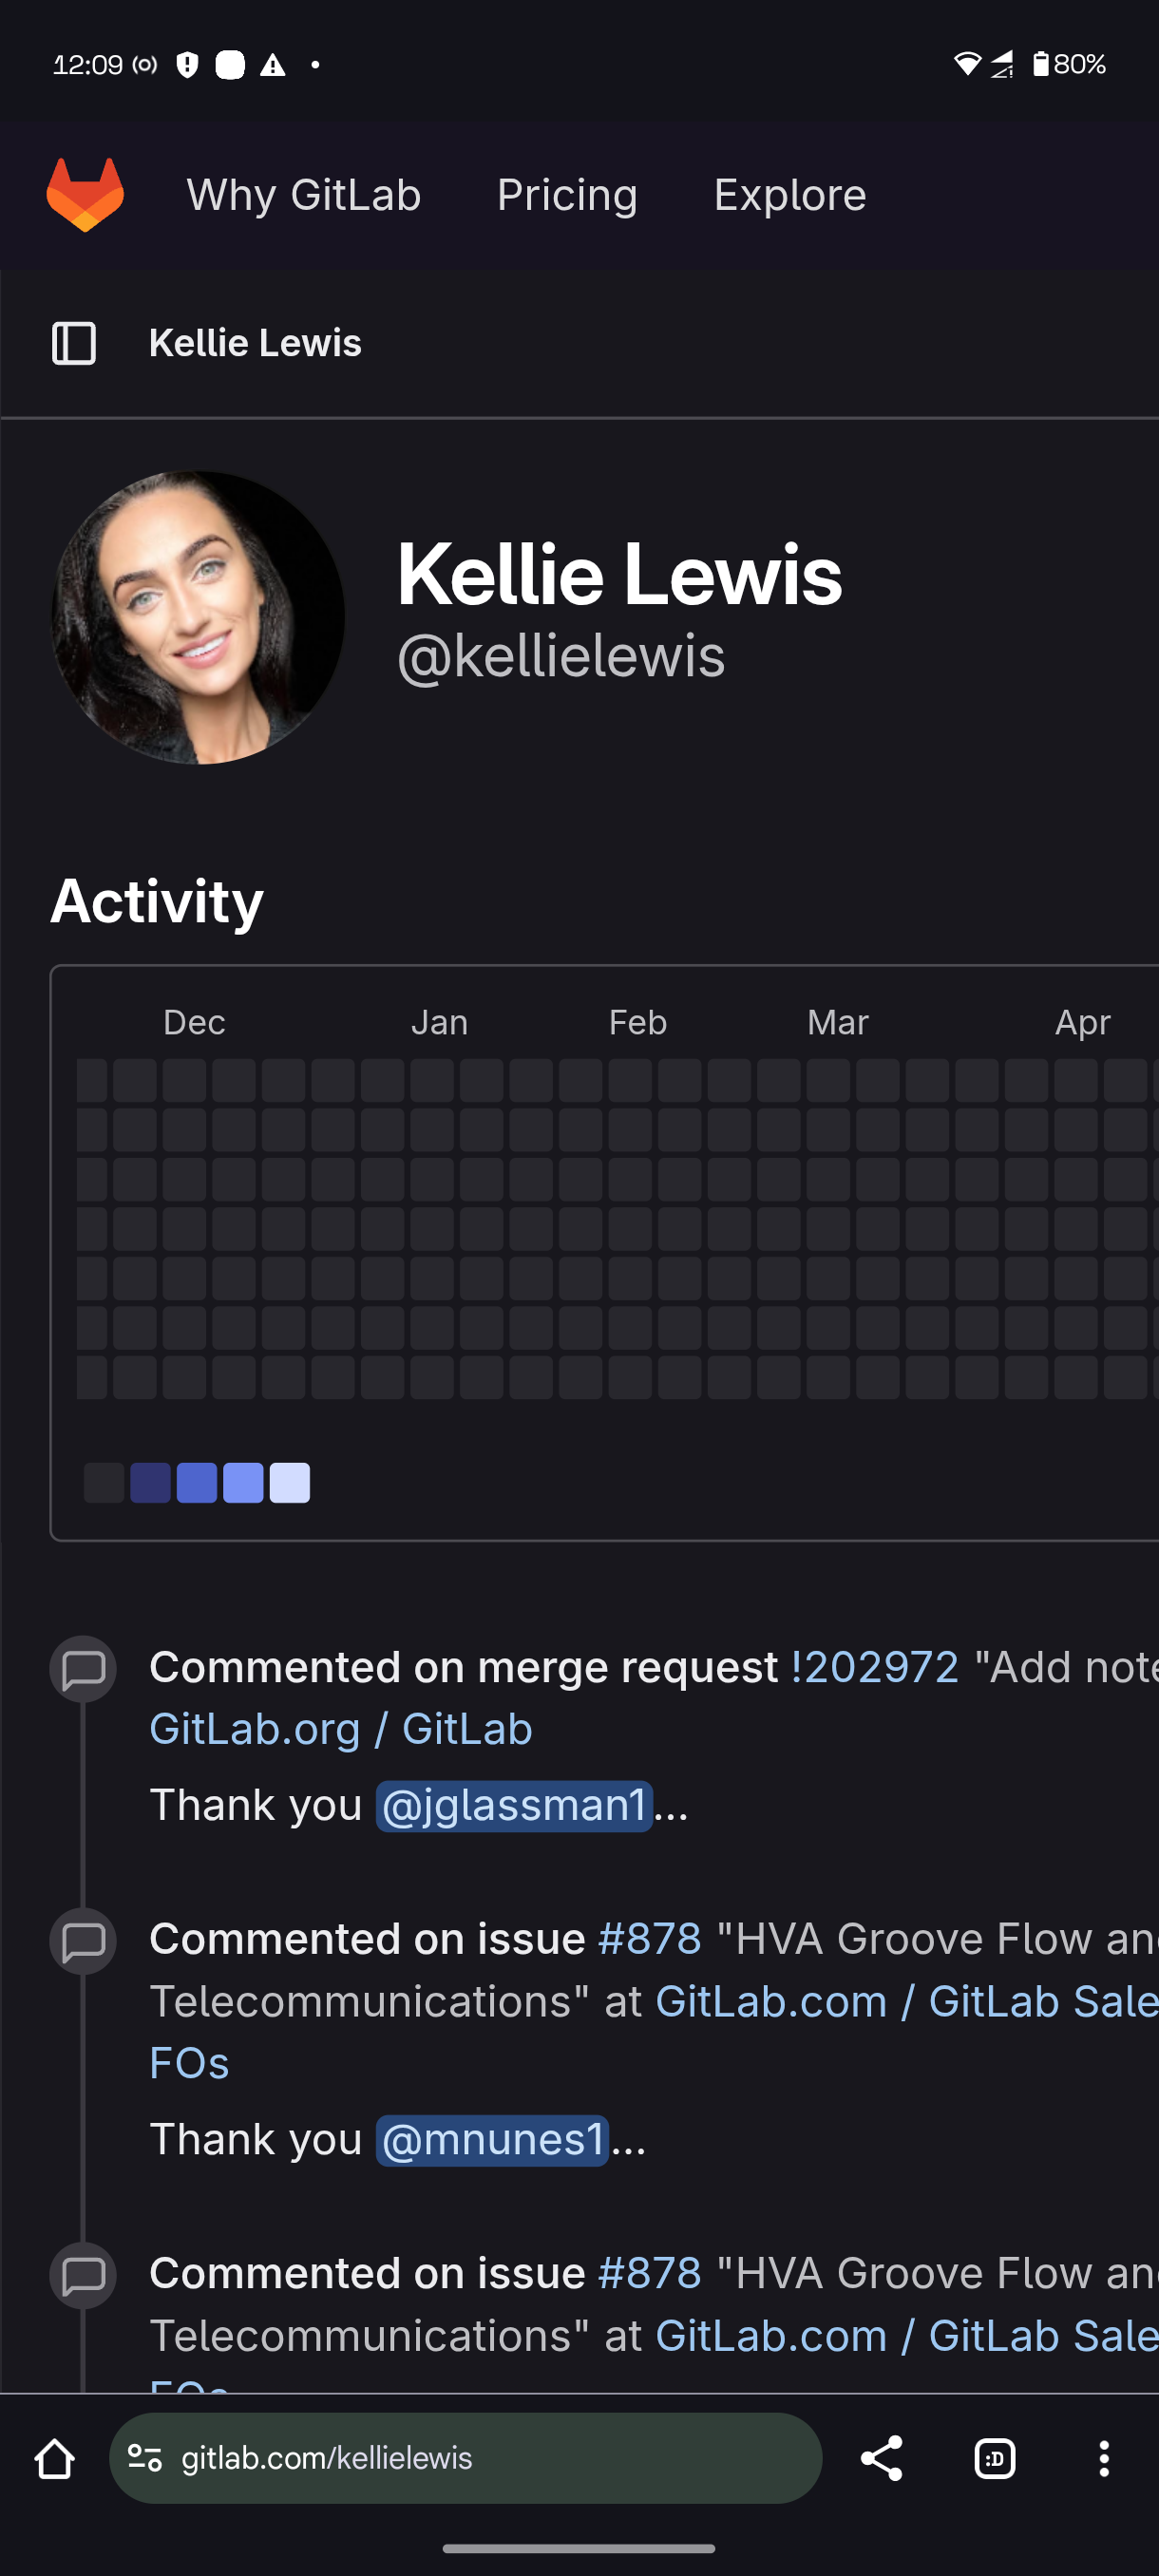 12:09 80%
Why GitLab Pricing Explore
Kellie Lewis
Kellie Lewis
@kellielewis
Activity
Dec Jan Feb Mar Apr
Commented on merge request !202972 "Add note
GitLab.org / GitLab
Thank you @jglassman1...
Commented on issue #878 "HVA Groove Flow an
Telecommunications" at GitLab.com / GitLab Sale
FOs
Thank you @mnunes1...
Commented on issue #878 "HVA Groove Flow an
Telecommunications" at GitLab.com / GitLab Sale
FOs
gitlab.com/kellielewis :D